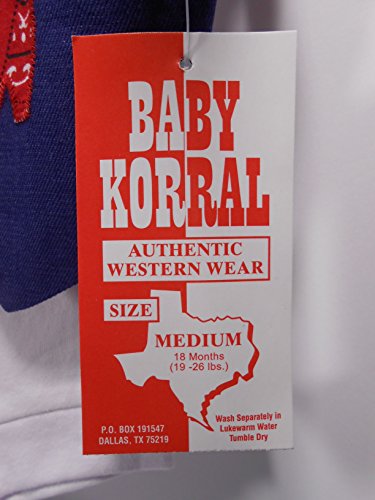 BABY
KORRAL
AUTHENTIC
WESTERN WEAR
SIZE
MEDIUM
18 Months
(19 -26 lbs.)
P.O. BOX 191547
DALLAS, TX 75219
Wash Separately in
Lukewarm Water
Tumble Dry